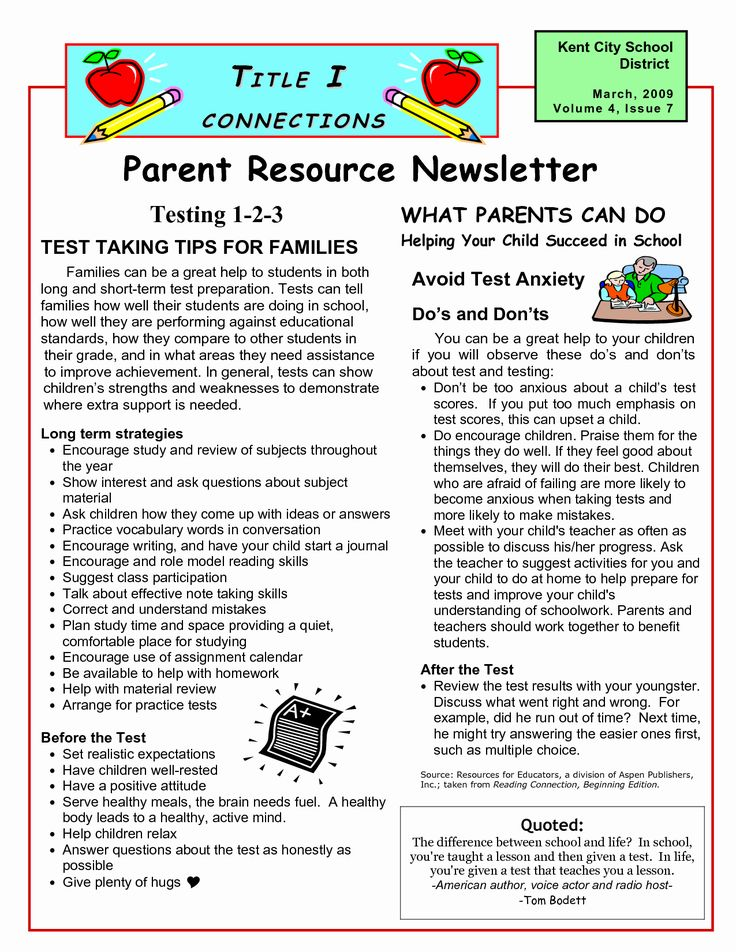 TITLE I
CONNECTIONS
Kent City School
District
March, 2009
Volume 4, Issue 7
Parent Resource Newsletter
Testing 1-2-3
TEST TAKING TIPS FOR FAMILIES
Families can be a great help to students in both
long and short-term test preparation. Tests can tell
families how well their students are doing in school,
how well they are performing against educational
standards, how they compare to other students in
their grade, and in what areas they need assistance
to improve achievement. In general, tests can show
children's strengths and weaknesses to demonstrate
where extra support is needed.
Long term strategies
• Encourage study and review of subjects throughout
the year
• Show interest and ask questions about subject
material
• Ask children how they come up with ideas or answers
• Practice vocabulary words in conversation
• Encourage writing, and have your child start a journal
• Encourage and role model reading skills
• Suggest class participation
• Talk about effective note taking skills
• Correct and understand mistakes
• Plan study time and space providing a quiet,
comfortable place for studying
• Encourage use of assignment calendar
• Be available to help with homework
• Help with material review
• Arrange for practice tests
A+
Before the Test
• Set realistic expectations
• Have children well-rested
• Have a positive attitude
• Serve healthy meals, the brain needs fuel. A healthy
body leads to a healthy, active mind.
• Help children relax
• Answer questions about the test as honestly as
possible
• Give plenty of hugs ♥
WHAT PARENTS CAN DO
Helping Your Child Succeed in School
Avoid Test Anxiety
Do's and Don'ts
You can be a great help to your children
if you will observe these do's and don'ts
about test and testing:
• Don't be too anxious about a child's test
scores. If you put too much emphasis on
test scores, this can upset a child.
• Do encourage children. Praise them for the
things they do well. If they feel good about
themselves, they will do their best. Children
who are afraid of failing are more likely to
become anxious when taking tests and
more likely to make mistakes.
• Meet with your child's teacher as often as
possible to discuss his/her progress. Ask
the teacher to suggest activities for you and
your child to do at home to help prepare for
tests and improve your child's
understanding of schoolwork. Parents and
teachers should work together to benefit
students.
After the Test
• Review the test results with your youngster.
Discuss what went right and wrong. For
example, did he run out of time? Next time,
he might try answering the easier ones first,
such as multiple choice.
Source: Resources for Educators, a division of Aspen Publishers,
Inc.; taken from Reading Connection, Beginning Edition.
Quoted:
The difference between school and life? In school,
you're taught a lesson and then given a test. In life,
you're given a test that teaches you a lesson.
-American author, voice actor and radio host-
-Tom Bodett